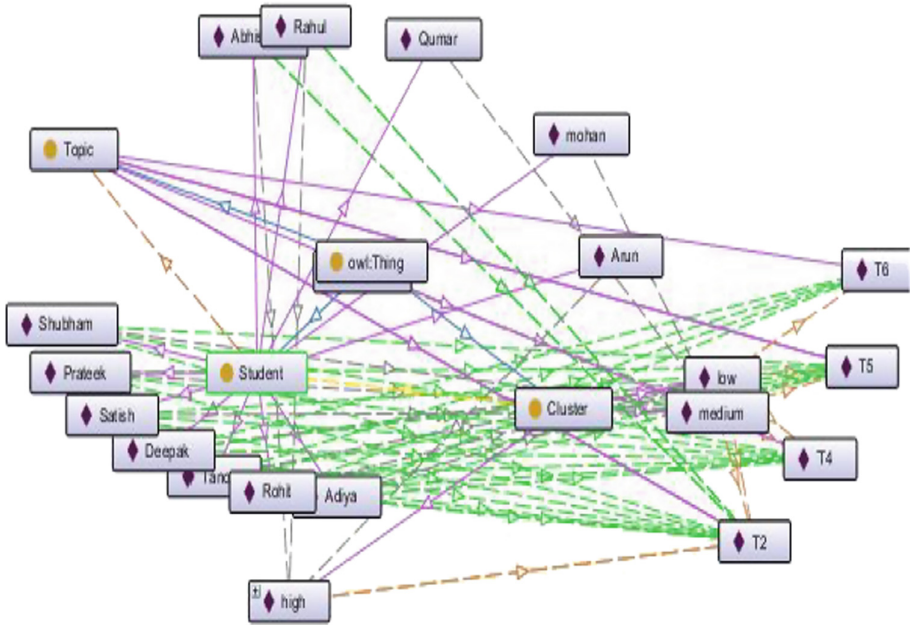 Rahul
Qumar
mohan
Topic
Arun
owl:Thing
T6
Shubham
Prateek
Student
low
T5
Satish
Cluster
medium
Deepak
T4
Rohit
Adiya
T2
high